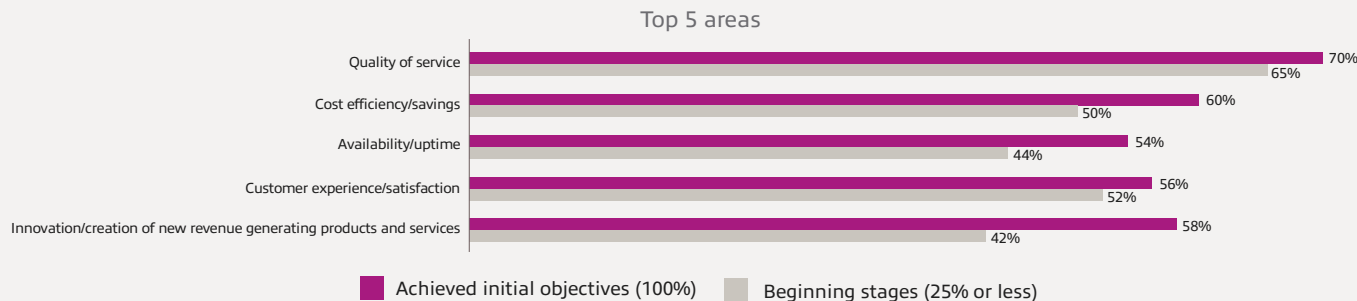 Top 5 areas
Quality of service
70%
65%
Cost efficiency/savings
60%
50%
Availability/uptime
54%
44%
Customer experience/satisfaction
56%
52%
Innovation/creation of new revenue generating products and services
58%
42%
Achieved initial objectives (100%)
Beginning stages (25% or less)